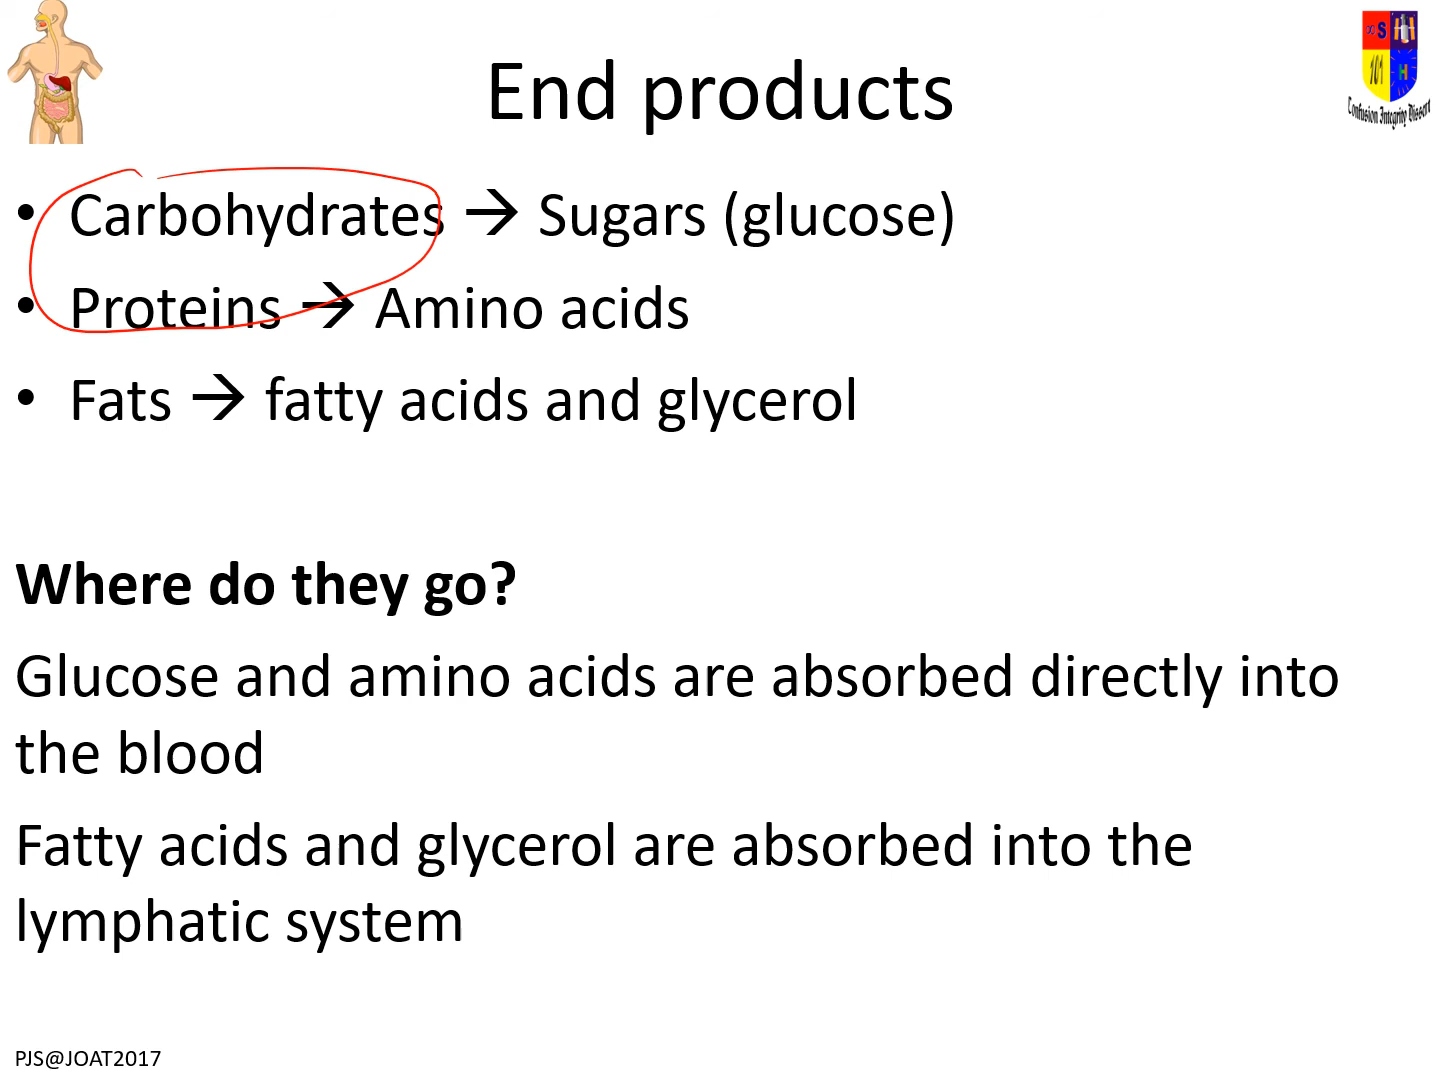 End products
• Carbohydrates → Sugars (glucose)
• Proteins → Amino acids
• Fats → fatty acids and glycerol
Where do they go?
Glucose and amino acids are absorbed directly into
the blood
Fatty acids and glycerol are absorbed into the
lymphatic system
PJS@JOAT2017